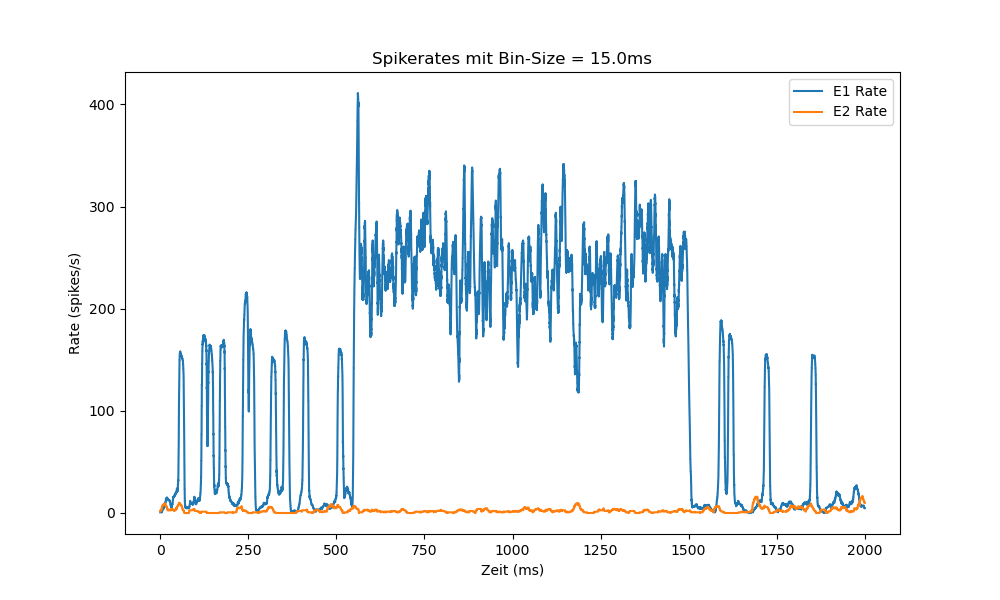 Spikerates mit Bin-Size = 15.0ms
E1 Rate
E2 Rate
400
300
200
100
0
Rate (spikes/s)
0 250 500 750 1000 1250 1500 1750 2000
Zeit (ms)